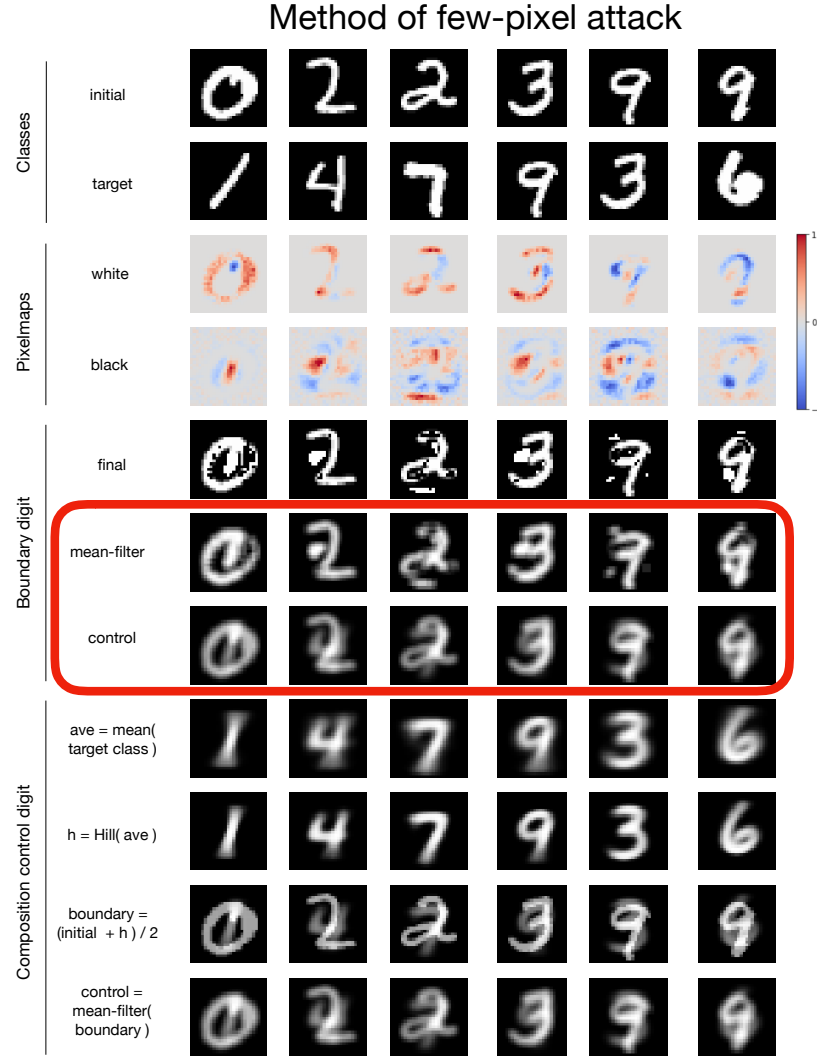 Method of few-pixel attack
Classes
initial
target
Pixelmaps
white
black
1
0
Boundary digit
final
mean-filter
control
Composition control digit
ave = mean(
target class )
h = Hill( ave )
boundary =
(initial + h ) / 2
control =
mean-filter(
boundary )